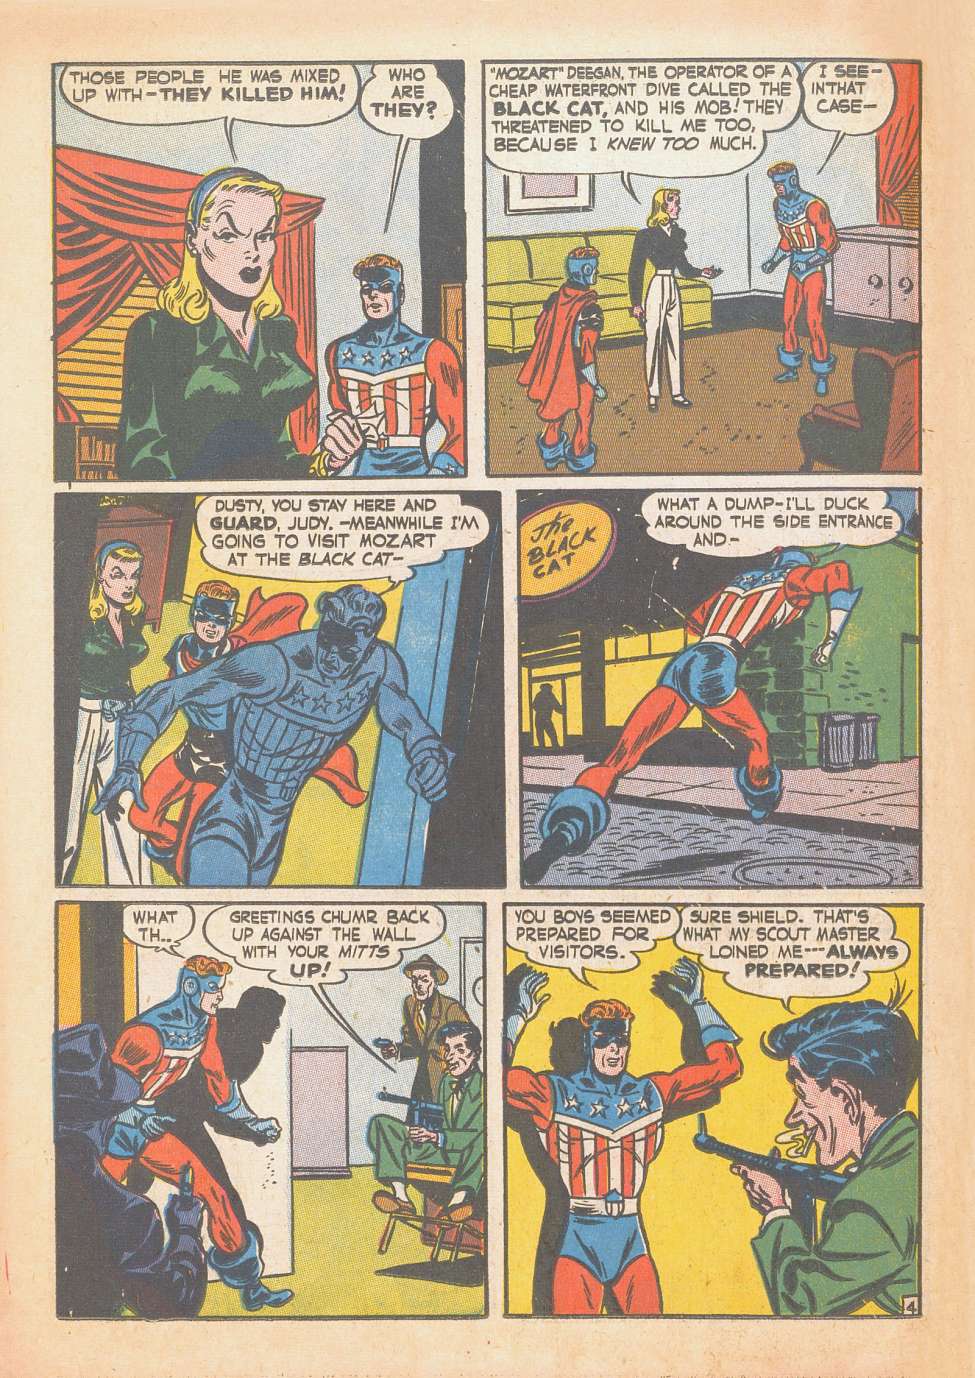 THOSE PEOPLE HE WAS MIXED
UP WITH - THEY KILLED HIM!
WHO
ARE
THEY?
"MOZART" DEEGAN, THE OPERATOR OF A
CHEAP WATERFRONT DIVE CALLED THE
BLACK CAT, AND HIS MOB! THEY
THREATENED TO KILL ME TOO,
BECAUSE I KNEW TOO MUCH.
I SEE-
INTHAT
CASE-
DUSTY, YOU STAY HERE AND
GUARD, JUDY. -MEANWHILE I'M
GOING TO VISIT MOZART
AT THE BLACK CAT-
The
BLACK
CAT
WHAT A DUMP-I'LL DUCK
AROUND THE SIDE ENTRANCE
AND-
WHAT
TH..
GREETINGS CHUMP, BACK
UP AGAINST THE WALL
WITH YOUR MITTS
UP!
YOU BOYS SEEMED
PREPARED FOR
VISITORS.
SURE SHIELD. THAT'S
WHAT MY SCOUT MASTER
LOINED ME---ALWAYS
PREPARED!
4